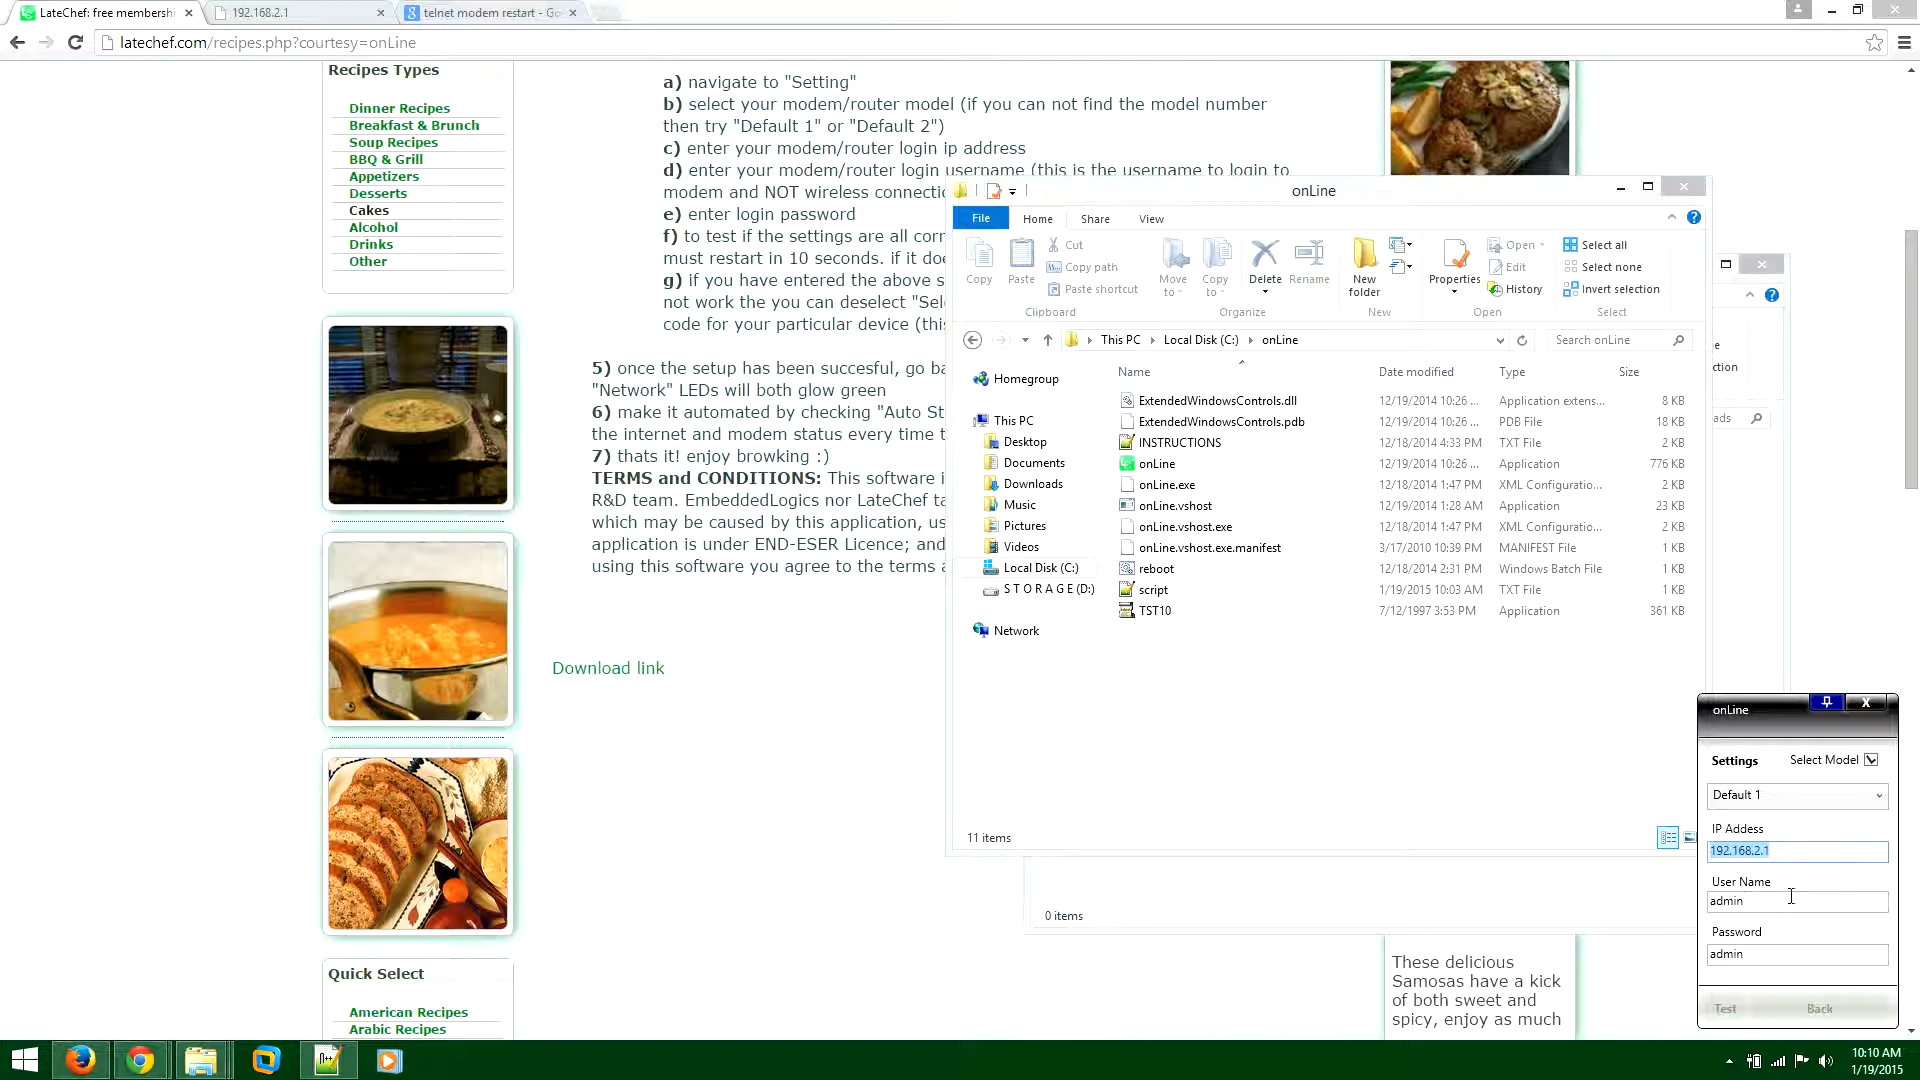 LateChef: free membershi
192.168.2.1
telnet modem restart - Go
latechef.com/recipes.php?courtesy=onLine
Recipes Types
Dinner Recipes
Breakfast & Brunch
Soup Recipes
BBQ & Grill
Appetizers
Desserts
Cakes
Alcohol
Drinks
Other
Quick Select
American Recipes
Arabic Recipes
a) navigate to "Setting"
b) select your modem/router model (if you can not find the model number
then try "Default 1" or "Default 2")
c) enter your modem/router login ip address
d) enter your modem/router login username (this is the username to login to
modem and NOT wireless connecti
e) enter login password
f) to test if the settings are all corr
must restart in 10 seconds. if it doe
g) if you have entered the above s
not work the you can deselect "Sel
code for your particular device (this
5) once the setup has been succesful, go ba
"Network" LEDs will both glow green
6) make it automated by checking "Auto St
the internet and modem status every time t
7) thats it! enjoy browking :)
TERMS and CONDITIONS: This software i
R&D team. EmbeddedLogics nor LateChef ta
which may be caused by this application, us
application is under END-ESER Licence; and
using this software you agree to the terms a
Download link
These delicious
Samosas have a kick
of both sweet and
spicy, enjoy as much
onLine
File Home Share View
Copy
Paste
Cut
Copy path
Paste shortcut
Clipboard
Move to
Copy to
Delete
Rename
Organize
New folder
New
Properties
Open
Edit
History
Open
Select all
Select none
Invert selection
Select
This PC Local Disk (C:) onLine
Search onLine
Homegroup
This PC
Desktop
Documents
Downloads
Music
Pictures
Videos
Local Disk (C:)
S T O R A G E (D:)
Network
Name Date modified Type Size
ExtendedWindowsControls.dll 12/19/2014 10:26 ... Application extens... 8 KB
ExtendedWindowsControls.pdb 12/19/2014 10:26 ... PDB File 18 KB
INSTRUCTIONS 12/18/2014 4:33 PM TXT File 2 KB
onLine 12/19/2014 10:26 ... Application 776 KB
onLine.exe 12/18/2014 1:47 PM XML Configuratio... 2 KB
onLine.vshost 12/19/2014 1:28 AM Application 23 KB
onLine.vshost.exe 12/18/2014 1:47 PM XML Configuratio... 2 KB
onLine.vshost.exe.manifest 3/17/2010 10:39 PM MANIFEST File 1 KB
reboot 12/18/2014 2:31 PM Windows Batch File 1 KB
script 1/19/2015 10:03 AM TXT File 1 KB
TST10 7/12/1997 3:53 PM Application 361 KB
11 items
0 items
e
ction
ads
onLine
X
Settings
Select Model
Default 1
IP Addess
192.168.2.1
User Name
admin
Password
admin
Test
Back
10:10 AM
1/19/2015